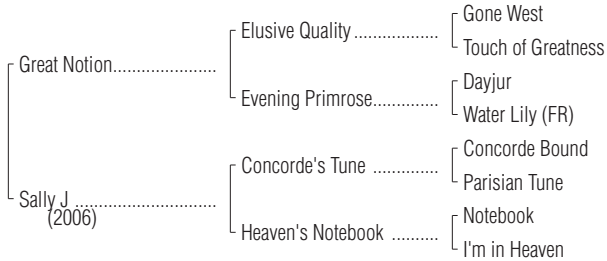 Gone West
Elusive Quality ..................
Touch of Greatness
Great Notion......................
Dayjur
Evening Primrose..............
Water Lily (FR)
Concorde Bound
Concorde's Tune ..............
Parisian Tune
Sally J ..............................
(2006)
Notebook
Heaven's Notebook ..........
I'm in Heaven